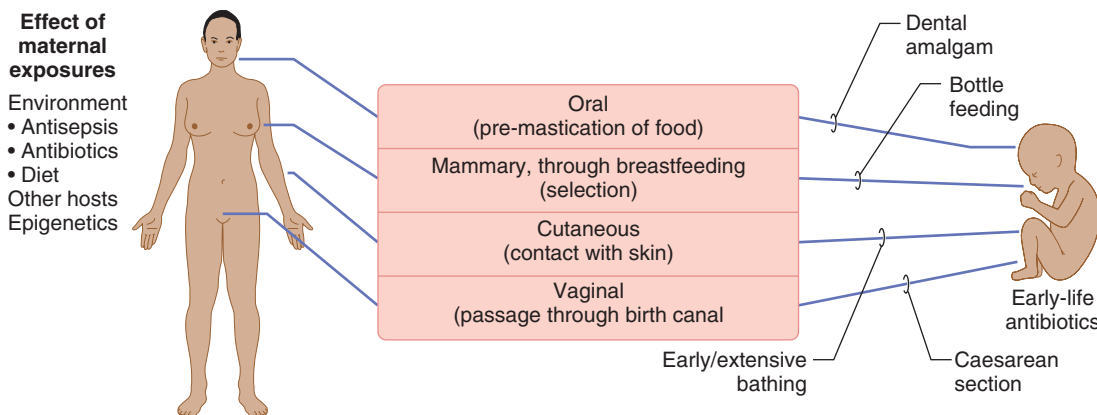 Effect of
maternal
exposures
Environment
• Antisepsis
• Antibiotics
• Diet
Other hosts
Epigenetics
Oral
(pre-mastication of food)
Mammary, through breastfeeding
(selection)
Cutaneous
(contact with skin)
Vaginal
(passage through birth canal
Dental
amalgam
Bottle
feeding
Early-life
antibiotics
Early/extensive
bathing
Caesarean
section